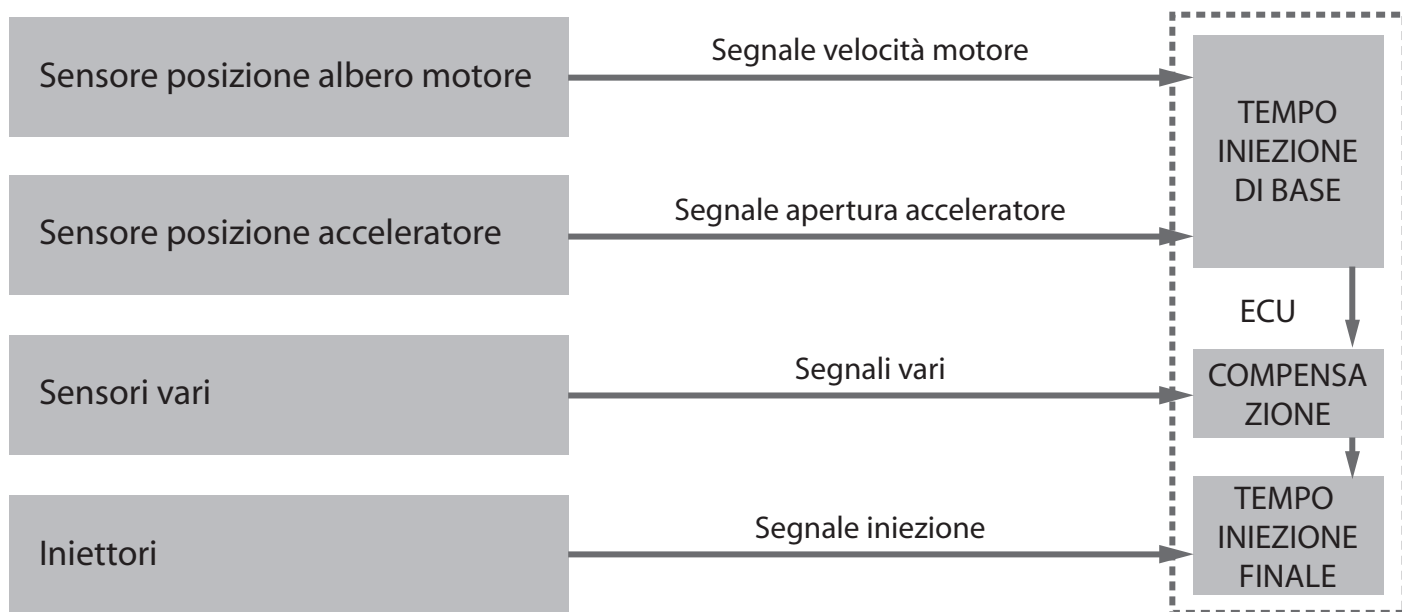 Sensore posizione albero motore
Segnale velocità motore
TEMPO
INIEZIONE
DI BASE
Sensore posizione acceleratore
Segnale apertura acceleratore
ECU
Sensori vari
Segnali vari
COMPENSA
ZIONE
Iniettori
Segnale iniezione
TEMPO
INIEZIONE
FINALE